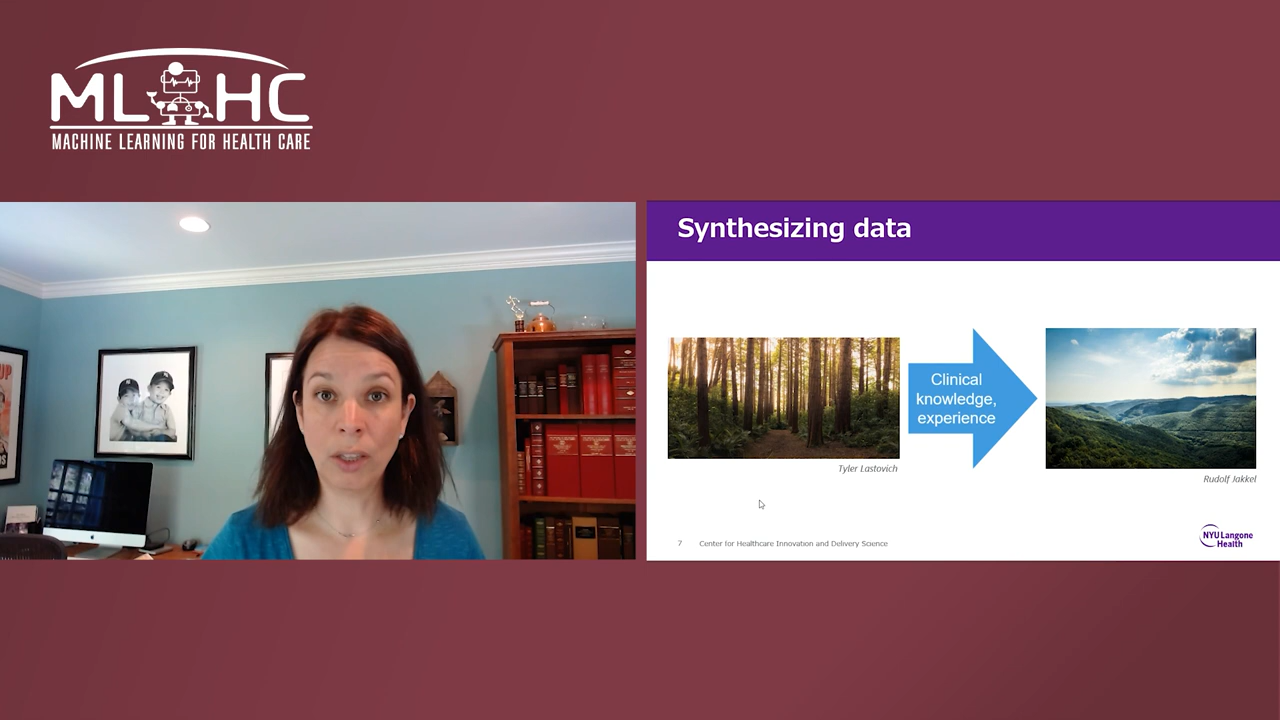 ML HC
MACHINE LEARNING FOR HEALTH CARE
UP
Synthesizing data
Clinical
knowledge,
experience
Tyler Lastovich
Rudolf Jakkel
7 Center for Healthcare Innovation and Delivery Science
NYU Langone
Health